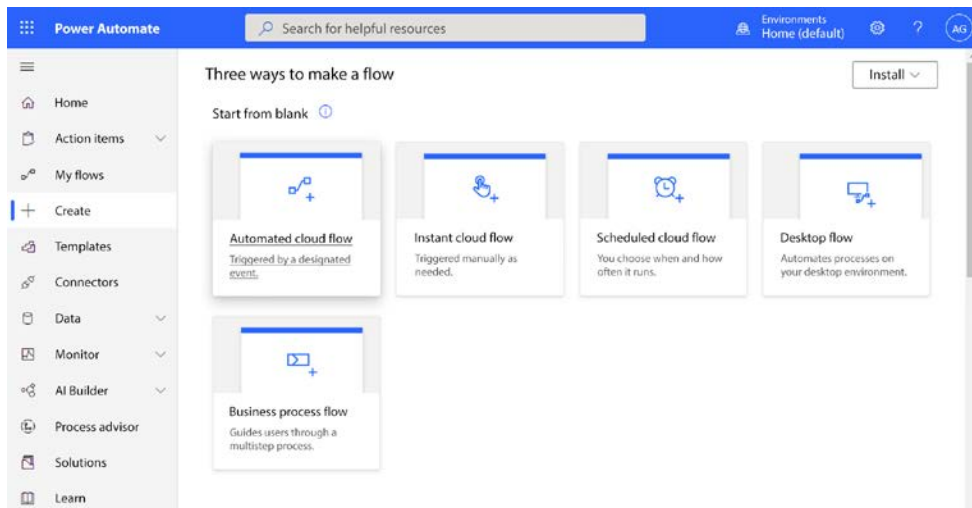 Power Automate
Search for helpful resources
Environments
Home (default)
?
AG
Home
Action items
My flows
Create
Templates
Connectors
Data
Monitor
AI Builder
Process advisor
Solutions
Learn
Three ways to make a flow
Install
Start from blank
Automated cloud flow
Triggered by a designated
event.
Instant cloud flow
Triggered manually as
needed.
Scheduled cloud flow
You choose when and how
often it runs.
Desktop flow
Automates processes on
your desktop environment.
Business process flow
Guides users through a
multistep process.